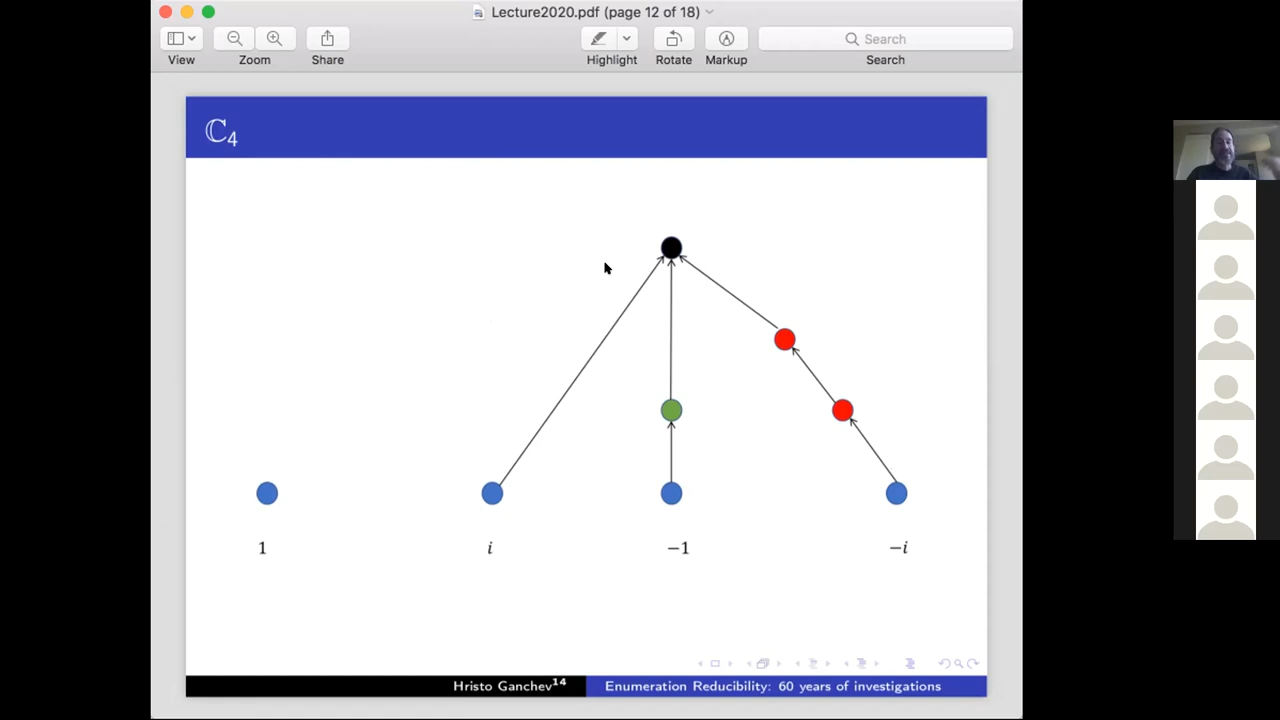 Lecture2020.pdf (page 12 of 18)
Search
View
Zoom
Share
Highlight
Rotate
Markup
Search
ℂ₄
1
i
−1
−i
Hristo Ganchev¹⁴
Enumeration Reducibility: 60 years of investigations